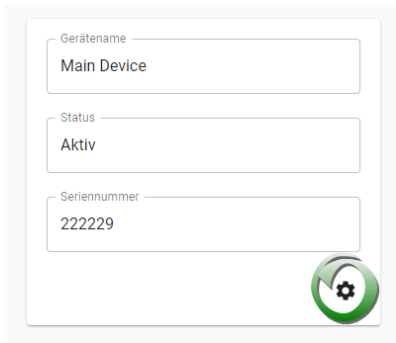 Gerätename
Main Device
Status
Aktiv
Seriennummer
222229